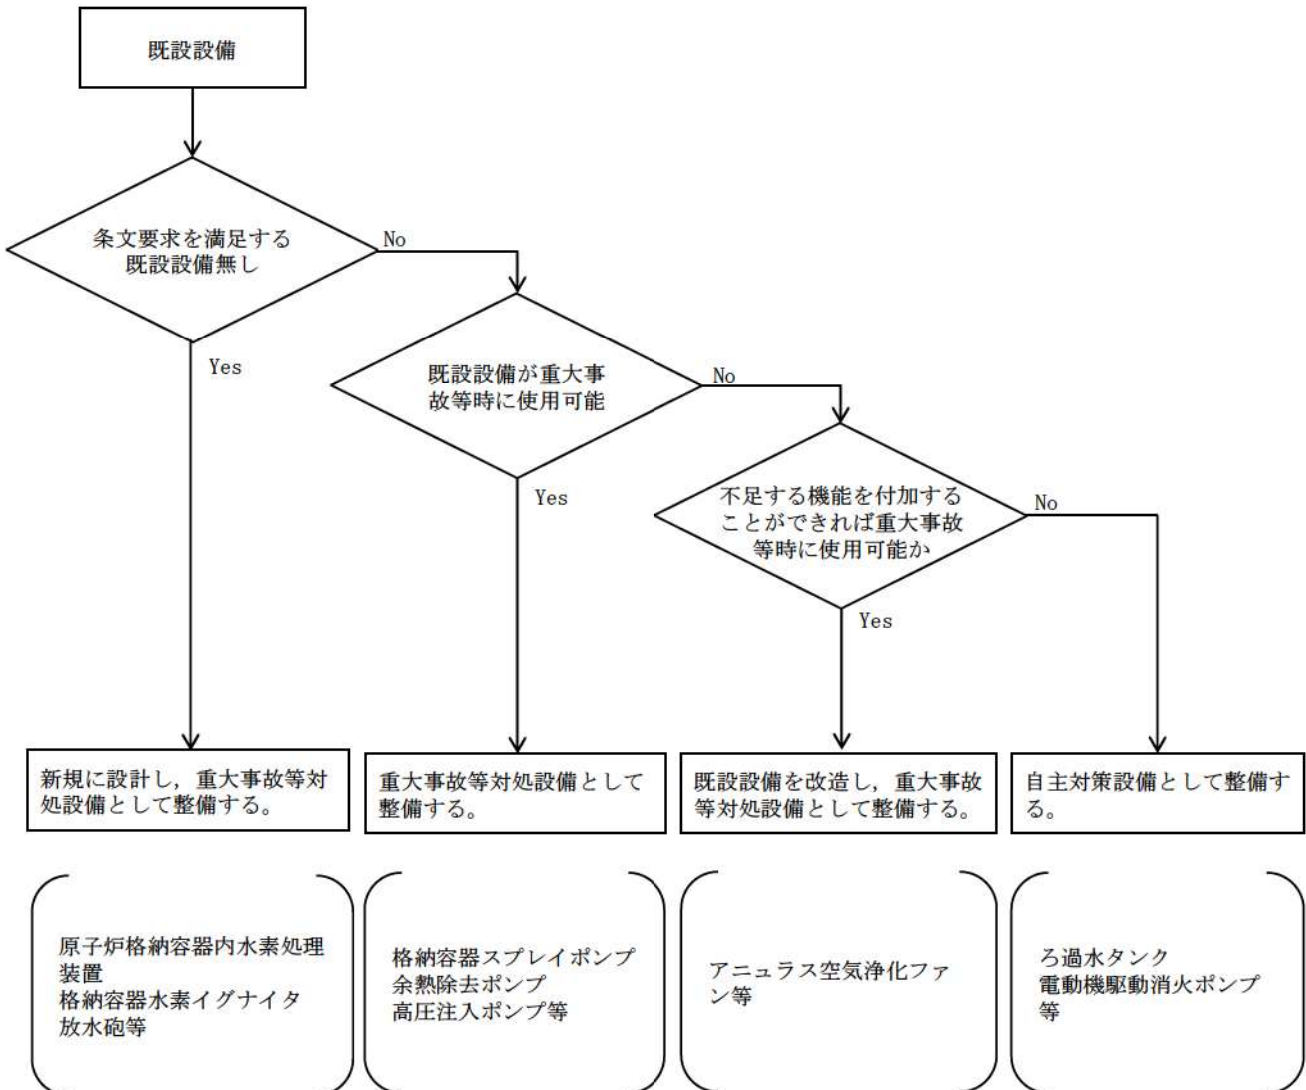 既設設備
条文要求を満足する
既設設備無し
No
Yes
既設設備が重大事
故等時に使用可能
No
Yes
不足する機能を付加する
ことができれば重大事故
等時に使用可能か
No
Yes
新規に設計し，重大事故等対
処設備として整備する。
重大事故等対処設備として
整備する。
既設設備を改造し，重大事故
等対処設備として整備する。
自主対策設備として整備す
る。
原子炉格納容器内水素処理
装置
格納容器水素イグナイタ
放水砲等
格納容器スプレイポンプ
余熱除去ポンプ
高圧注入ポンプ等
アニュラス空気浄化ファ
ン等
ろ過水タンク
電動機駆動消火ポンプ
等